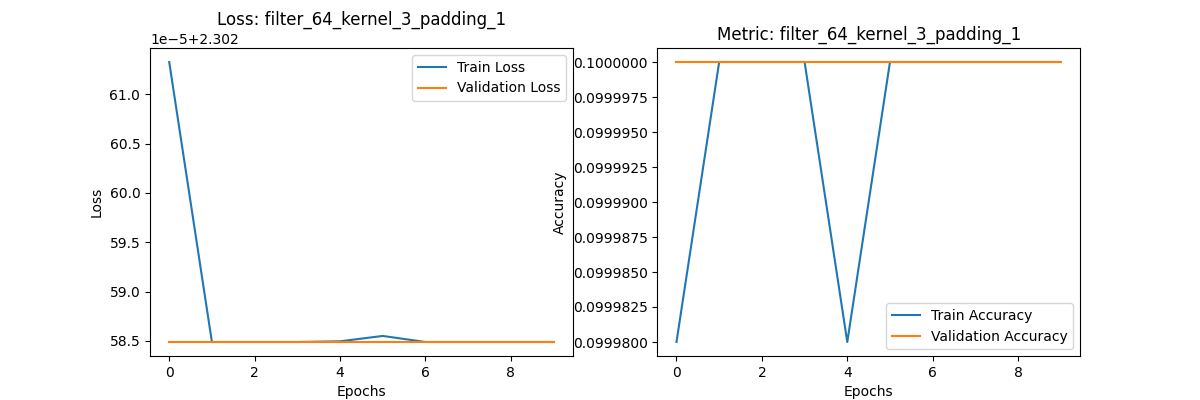 Loss: filter_64_kernel_3_padding_1
1e−5+2.302
61.0
60.5
60.0
59.5
59.0
58.5
Loss
0
2
4
6
8
Epochs
Train Loss
Validation Loss
Metric: filter_64_kernel_3_padding_1
0.1000000
0.0999975
0.0999950
0.0999925
0.0999900
0.0999875
0.0999850
0.0999825
0.0999800
Accuracy
0
2
4
6
8
Epochs
Train Accuracy
Validation Accuracy